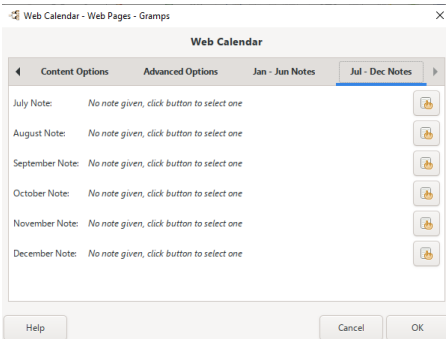 Web Calendar - Web Pages - Gramps
Web Calendar
Content Options Advanced Options Jan - Jun Notes Jul - Dec Notes
July Note: No note given, click button to select one
August Note: No note given, click button to select one
September Note: No note given, click button to select one
October Note: No note given, click button to select one
November Note: No note given, click button to select one
December Note: No note given, click button to select one
Help Cancel OK